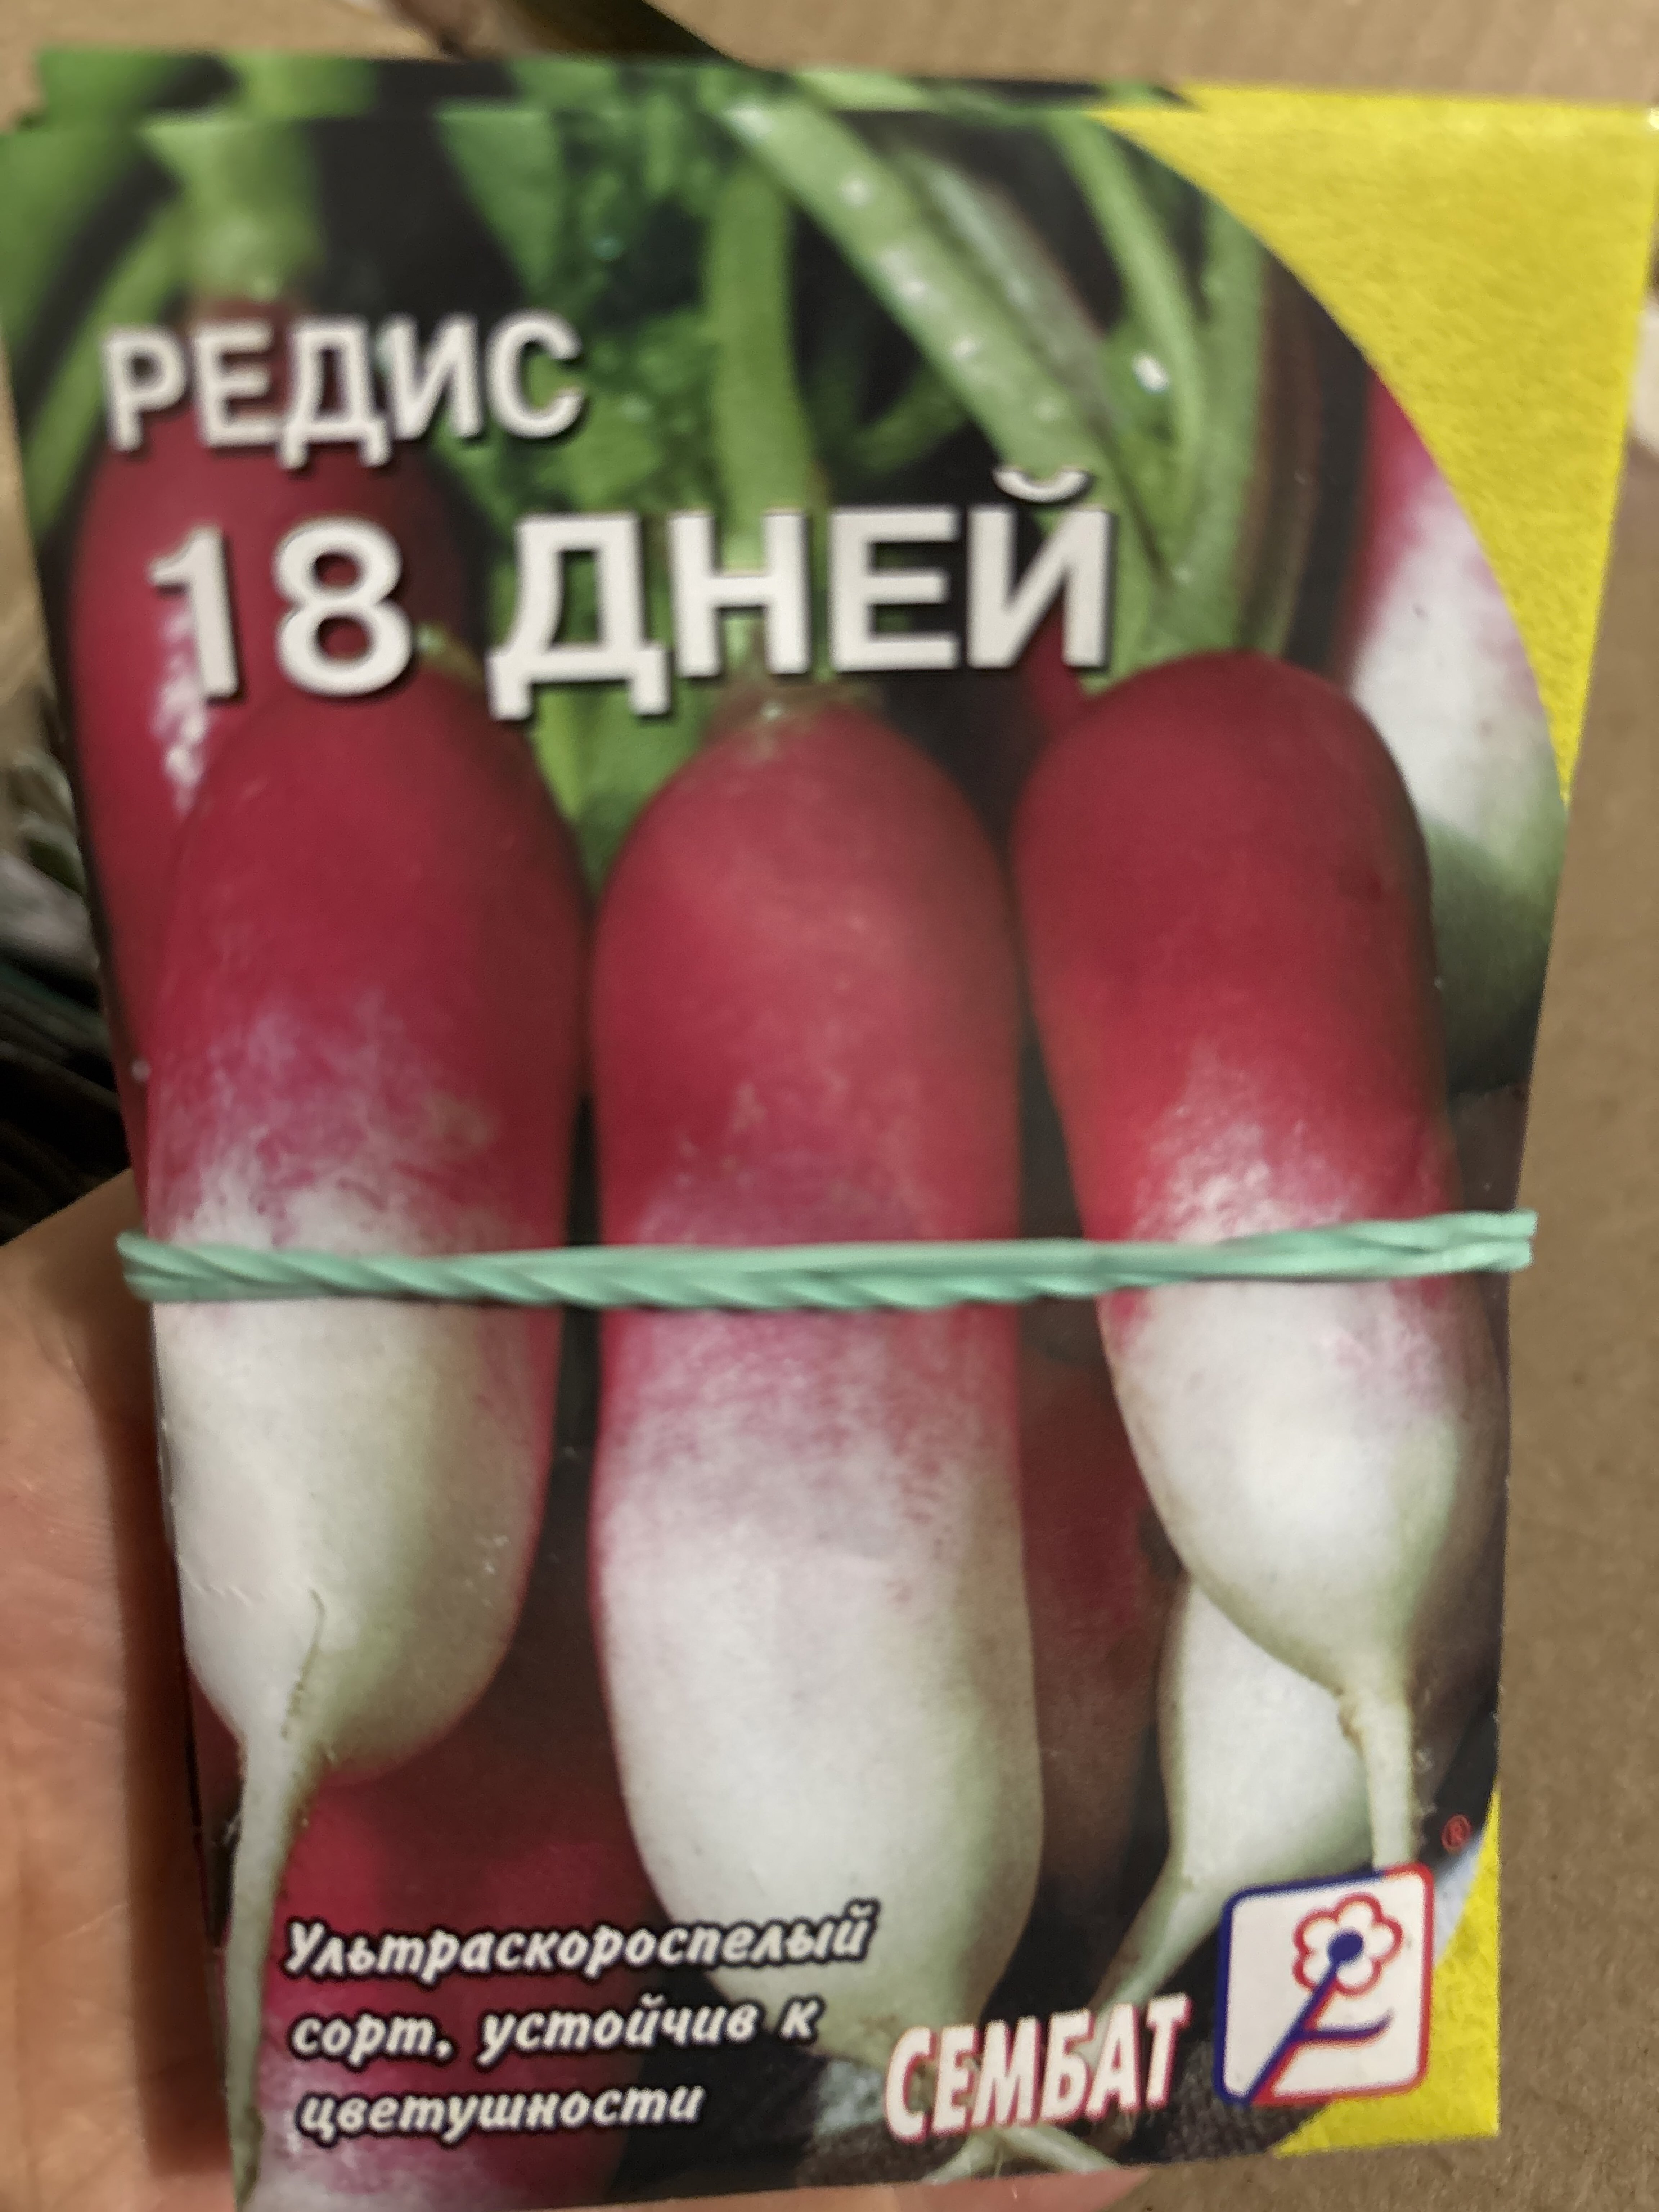 РЕДИС
18 ДНЕЙ
Ультраскороспелый
сорт, устойчив к
цветушности
СЕМБАТ
®